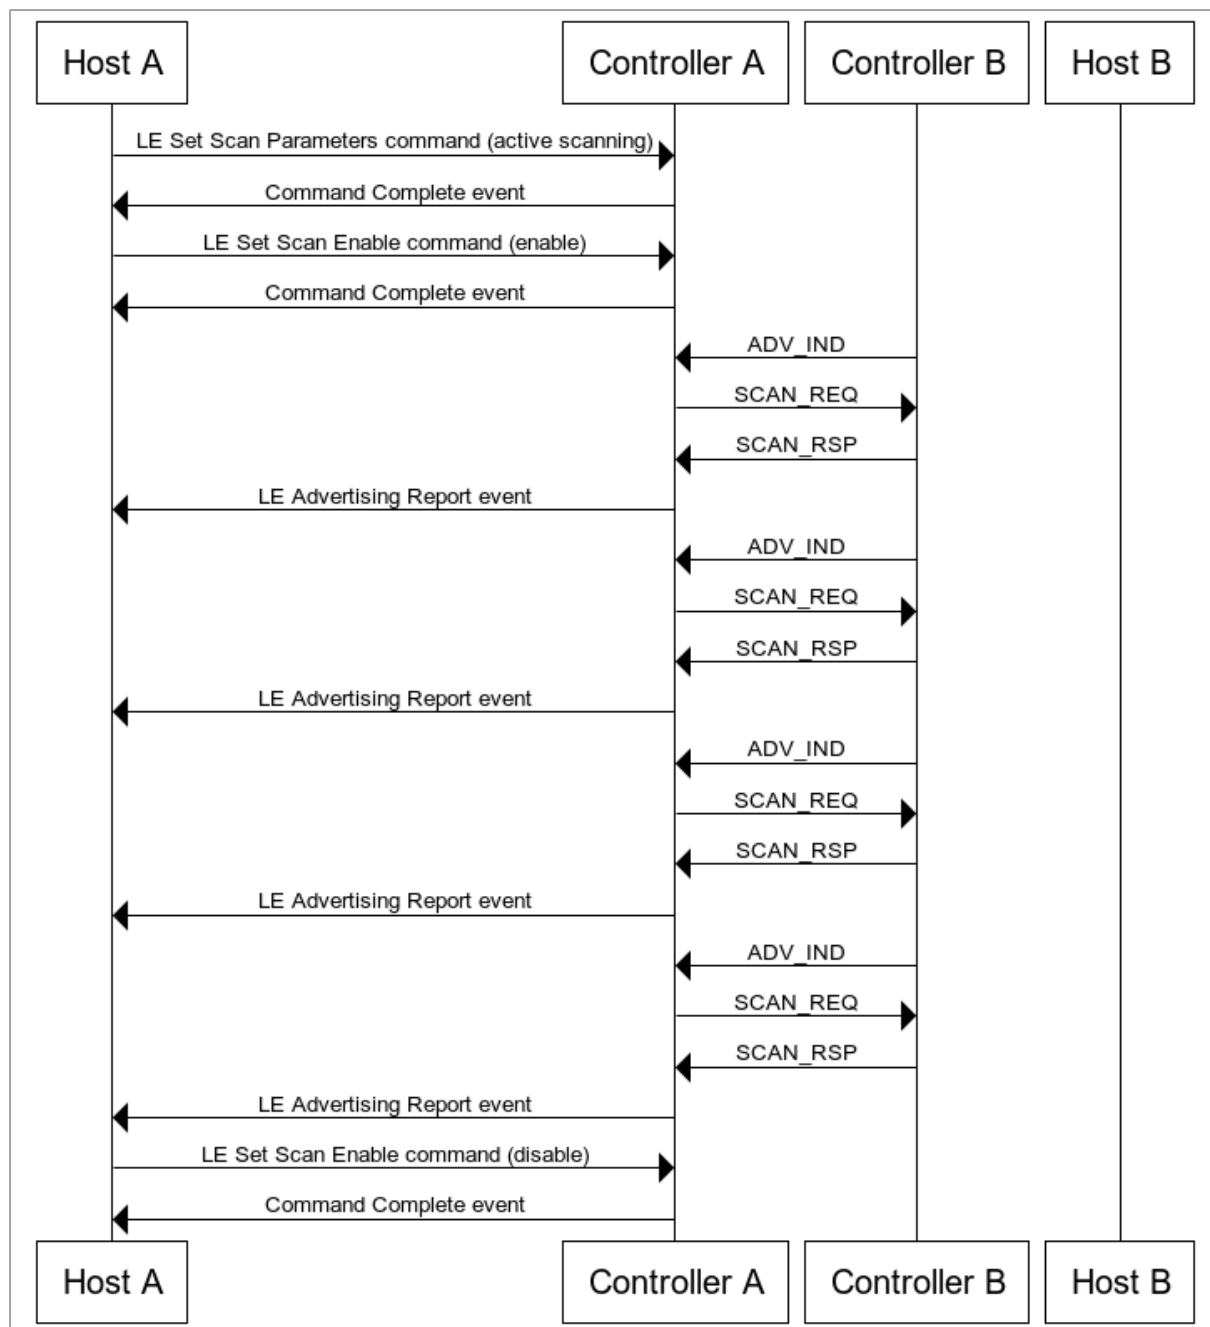 Host A
Controller A
Controller B
Host B
LE Set Scan Parameters command (active scanning)
Command Complete event
LE Set Scan Enable command (enable)
Command Complete event
ADV_IND
SCAN_REQ
SCAN_RSP
LE Advertising Report event
ADV_IND
SCAN_REQ
SCAN_RSP
LE Advertising Report event
ADV_IND
SCAN_REQ
SCAN_RSP
LE Advertising Report event
ADV_IND
SCAN_REQ
SCAN_RSP
LE Advertising Report event
LE Set Scan Enable command (disable)
Command Complete event
Host A
Controller A
Controller B
Host B